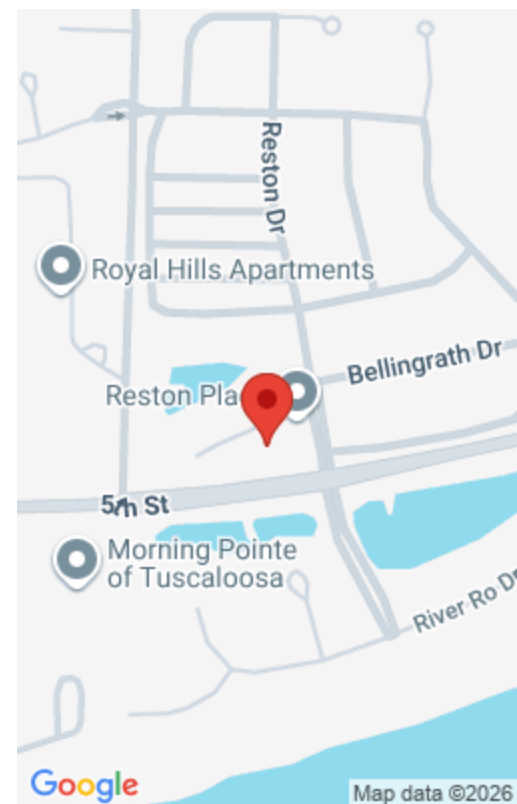 Reston Dr
Royal Hills Apartments
Bellingrath Dr
Reston Pla
5th St
Morning Pointe
of Tuscaloosa
River Ro Dr
Google
Map data ©2026